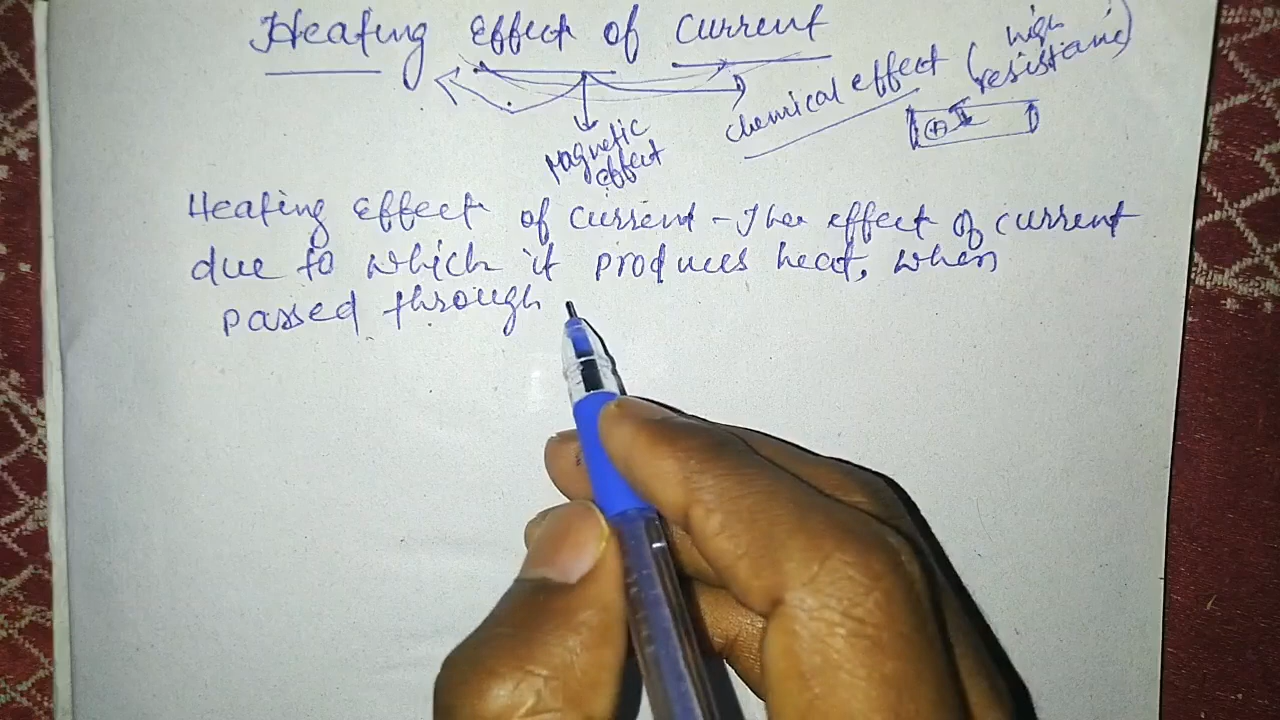 Heating effect of current
chemical effect (high
resistance)
Magnetic
effect
Heating effect of current - The effect of current
due to which it produces heat, when
passed through